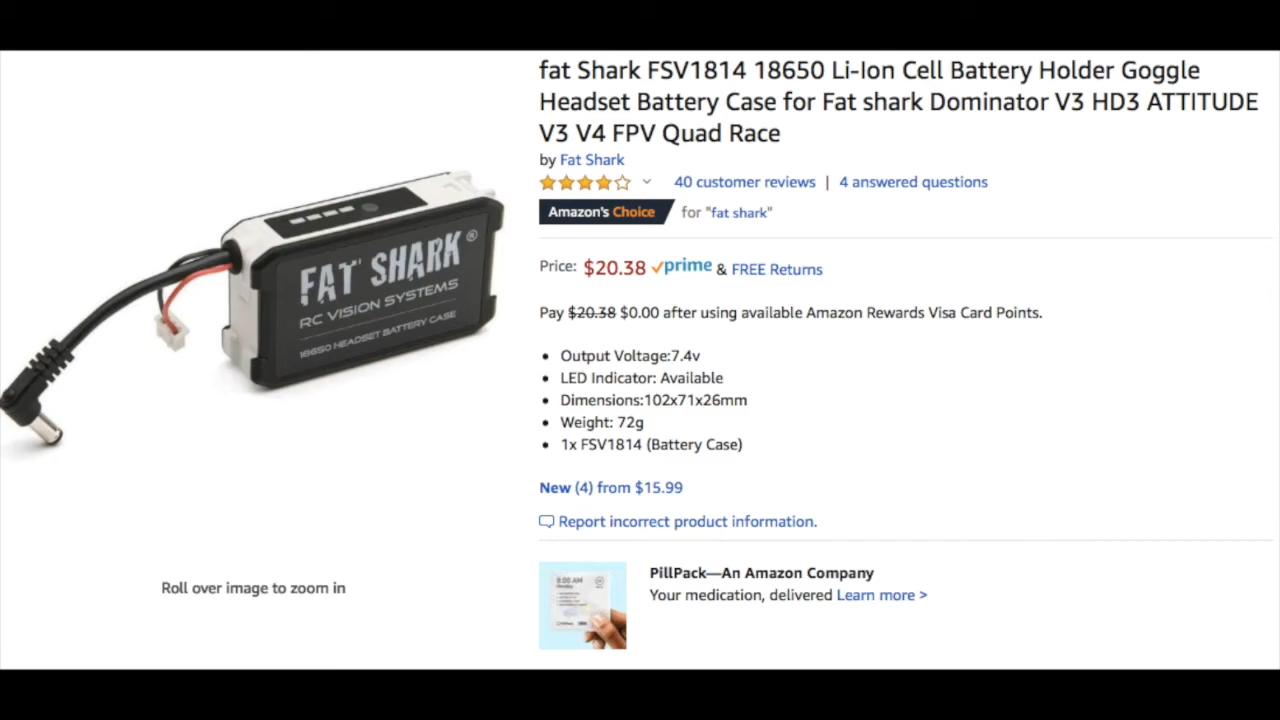 fat Shark FSV1814 18650 Li-Ion Cell Battery Holder Goggle
Headset Battery Case for Fat shark Dominator V3 HD3 ATTITUDE
V3 V4 FPV Quad Race
by Fat Shark
40 customer reviews | 4 answered questions
Amazon's Choice for "fat shark"
Price: $20.38 prime & FREE Returns
Pay $20.38 $0.00 after using available Amazon Rewards Visa Card Points.
• Output Voltage:7.4v
• LED Indicator: Available
• Dimensions:102x71x26mm
• Weight: 72g
• 1x FSV1814 (Battery Case)
New (4) from $15.99
Report incorrect product information.
PillPack—An Amazon Company
Your medication, delivered Learn more >
8:00 AM
FAT SHARK®
RC VISION SYSTEMS
18650 HEADSET BATTERY CASE
Roll over image to zoom in